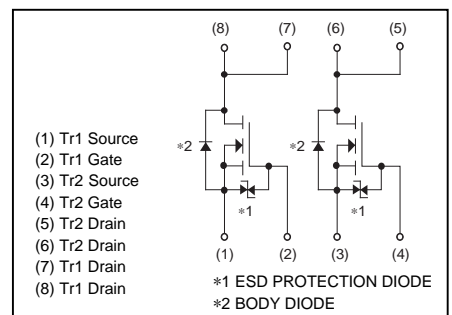 (8) (7) (6) (5)
(1) Tr1 Source
(2) Tr1 Gate
(3) Tr2 Source
(4) Tr2 Gate
(5) Tr2 Drain
(6) Tr2 Drain
(7) Tr1 Drain
(8) Tr1 Drain
∗2 ∗2
∗1 ∗1
(1) (2) (3) (4)
∗1 ESD PROTECTION DIODE
∗2 BODY DIODE